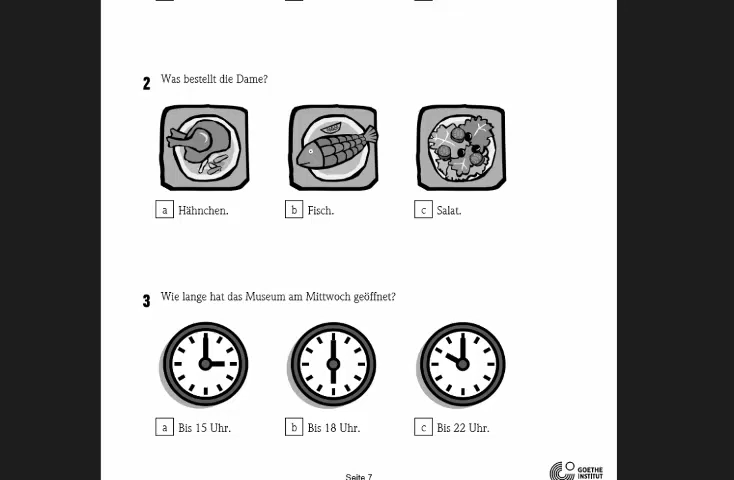 2 Was bestellt die Dame?
a Hähnchen.
b Fisch.
c Salat.
3 Wie lange hat das Museum am Mittwoch geöffnet?
a Bis 15 Uhr.
b Bis 18 Uhr.
c Bis 22 Uhr.
Seite 7
GOETHE
INSTITUT